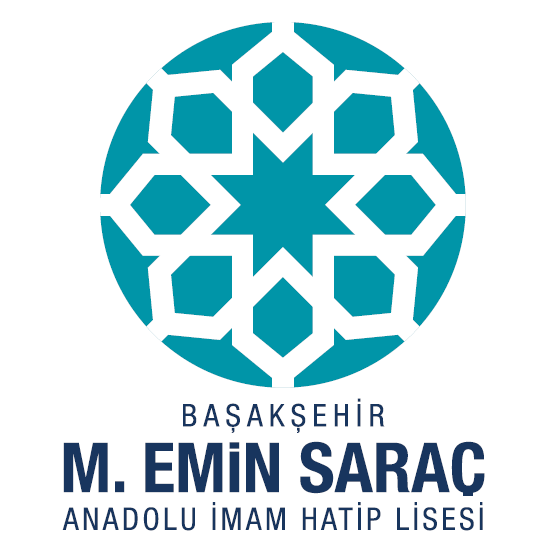 BAŞAKŞEHİR
M. EMİN SARAÇ
ANADOLU İMAM HATİP LİSESİ